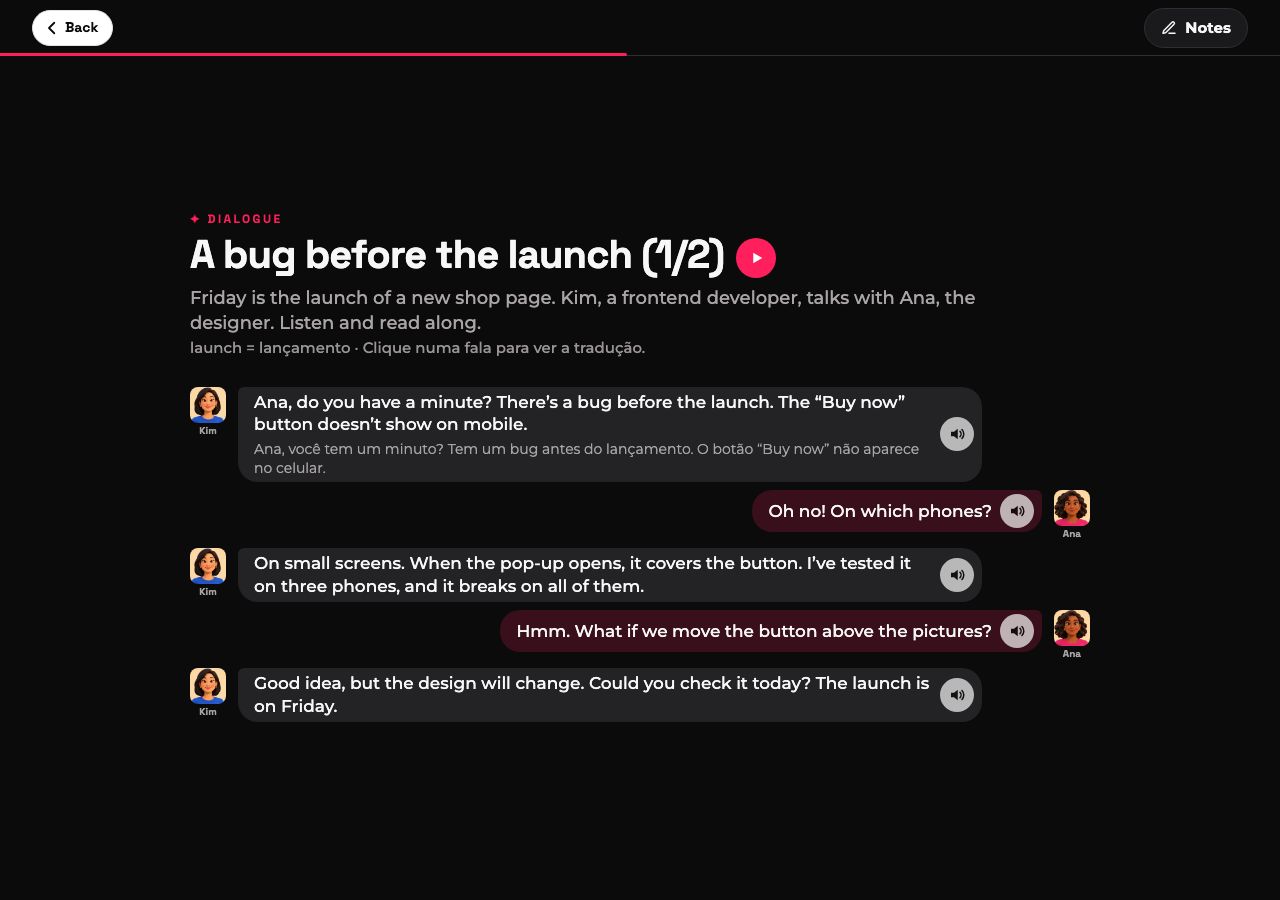 Back
Notes
DIALOGUE
A bug before the launch (1/2)
Friday is the launch of a new shop page. Kim, a frontend developer, talks with Ana, the
designer. Listen and read along.
launch = lançamento · Clique numa fala para ver a tradução.
Kim
Ana, do you have a minute? There’s a bug before the launch. The “Buy now”
button doesn’t show on mobile.
Ana, você tem um minuto? Tem um bug antes do lançamento. O botão “Buy now” não aparece
no celular.
Oh no! On which phones?
Ana
Kim
On small screens. When the pop-up opens, it covers the button. I’ve tested it
on three phones, and it breaks on all of them.
Hmm. What if we move the button above the pictures?
Ana
Kim
Good idea, but the design will change. Could you check it today? The launch is
on Friday.